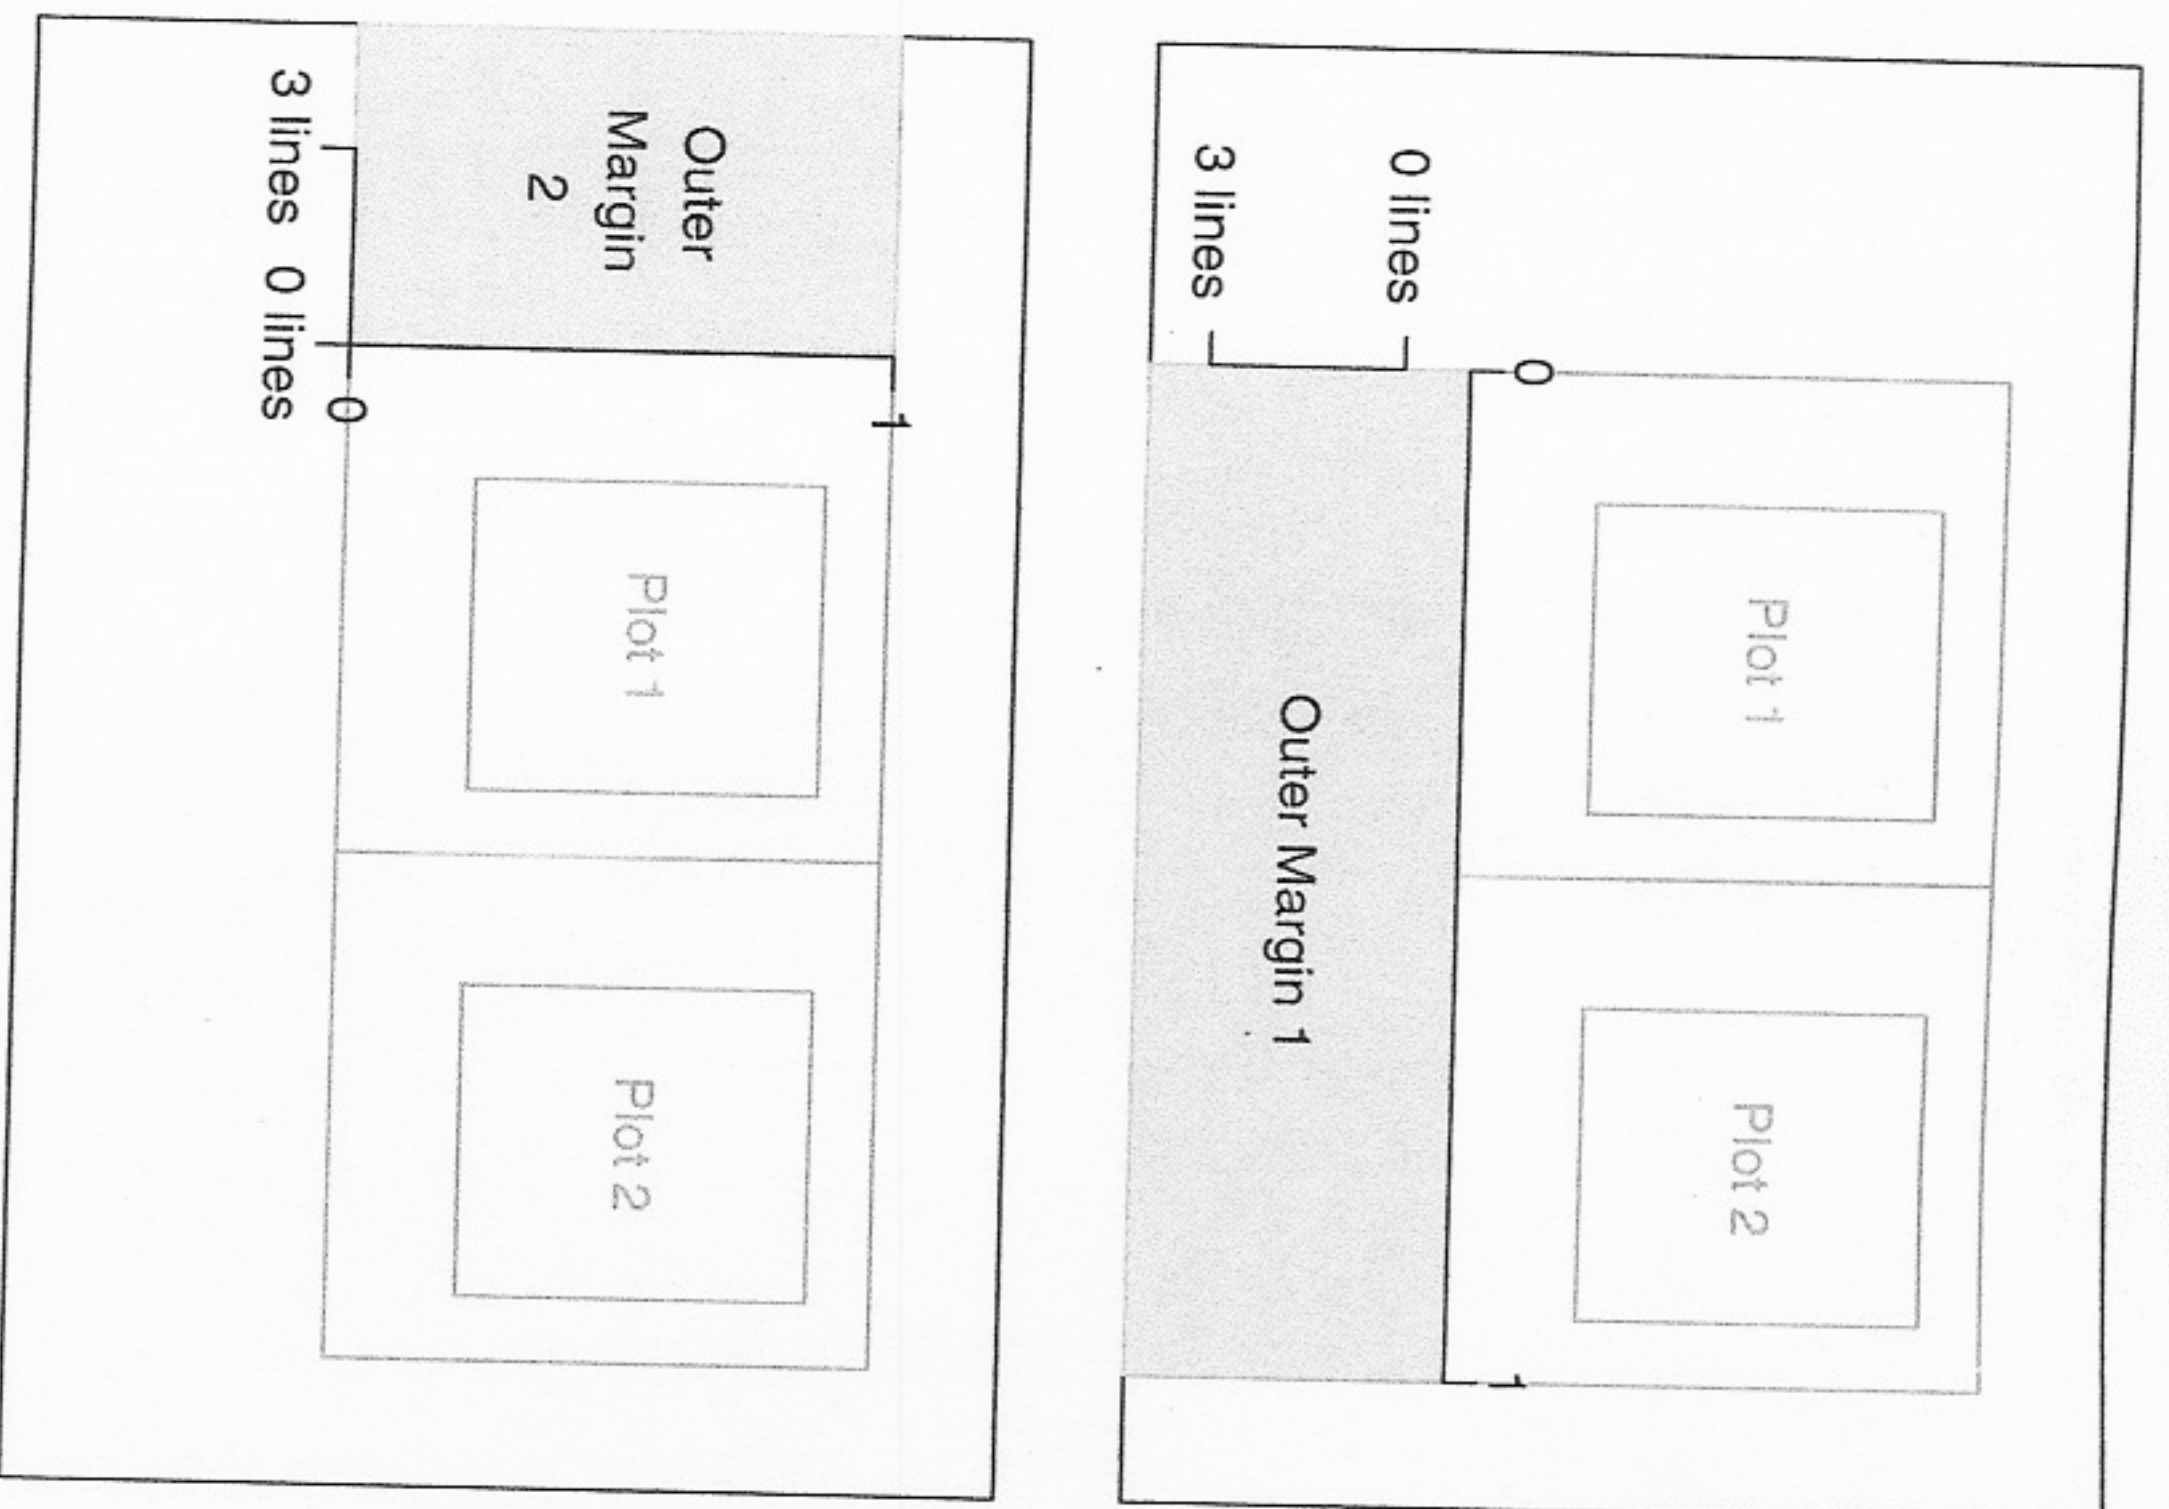 Plot 1
Plot 2
0
1
0 lines
3 lines
Outer Margin 1
1
Outer
Margin
2
Plot 1
Plot 2
0
3 lines
0 lines